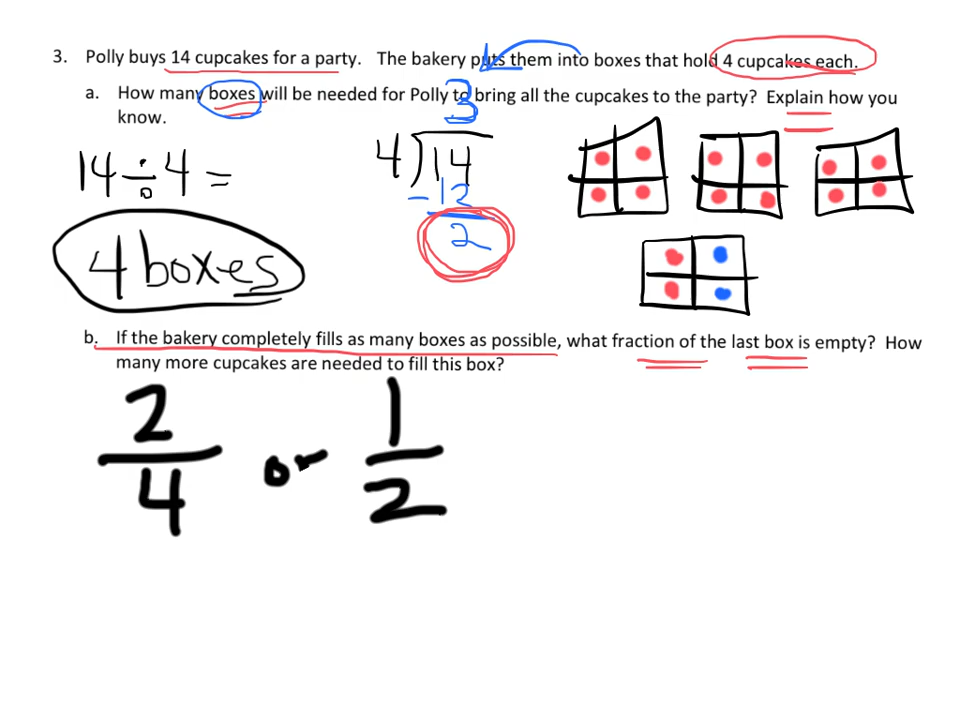 3. Polly buys 14 cupcakes for a party. The bakery puts them into boxes that hold 4 cupcakes each.
a. How many boxes will be needed for Polly to bring all the cupcakes to the party? Explain how you
know.
3
14 ÷ 4 =
4)14
-12
2
4 boxes
b. If the bakery completely fills as many boxes as possible, what fraction of the last box is empty? How
many more cupcakes are needed to fill this box?
2/4 or 1/2